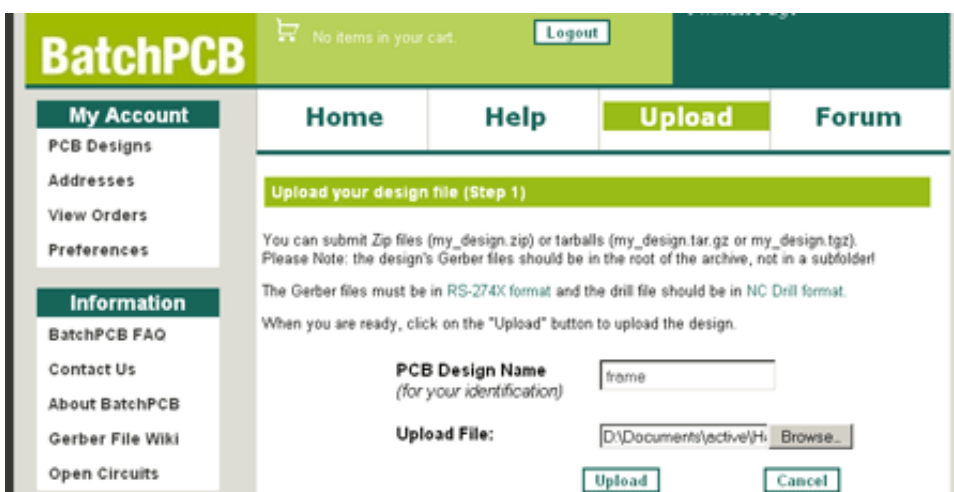 BatchPCB
No items in your cart.
Logout
My Account
PCB Designs
Addresses
View Orders
Preferences
Information
BatchPCB FAQ
Contact Us
About BatchPCB
Gerber File Wiki
Open Circuits
Home
Help
Upload
Forum
Upload your design file (Step 1)
You can submit Zip files (my_design.zip) or tarballs (my_design.tar.gz or my_design.tgz).
Please Note: the design's Gerber files should be in the root of the archive, not in a subfolder!
The Gerber files must be in RS-274X format and the drill file should be in NC Drill format.
When you are ready, click on the "Upload" button to upload the design.
PCB Design Name
(for your identification)
frame
Upload File:
D:\Documents\active\H
Browse...
Upload
Cancel